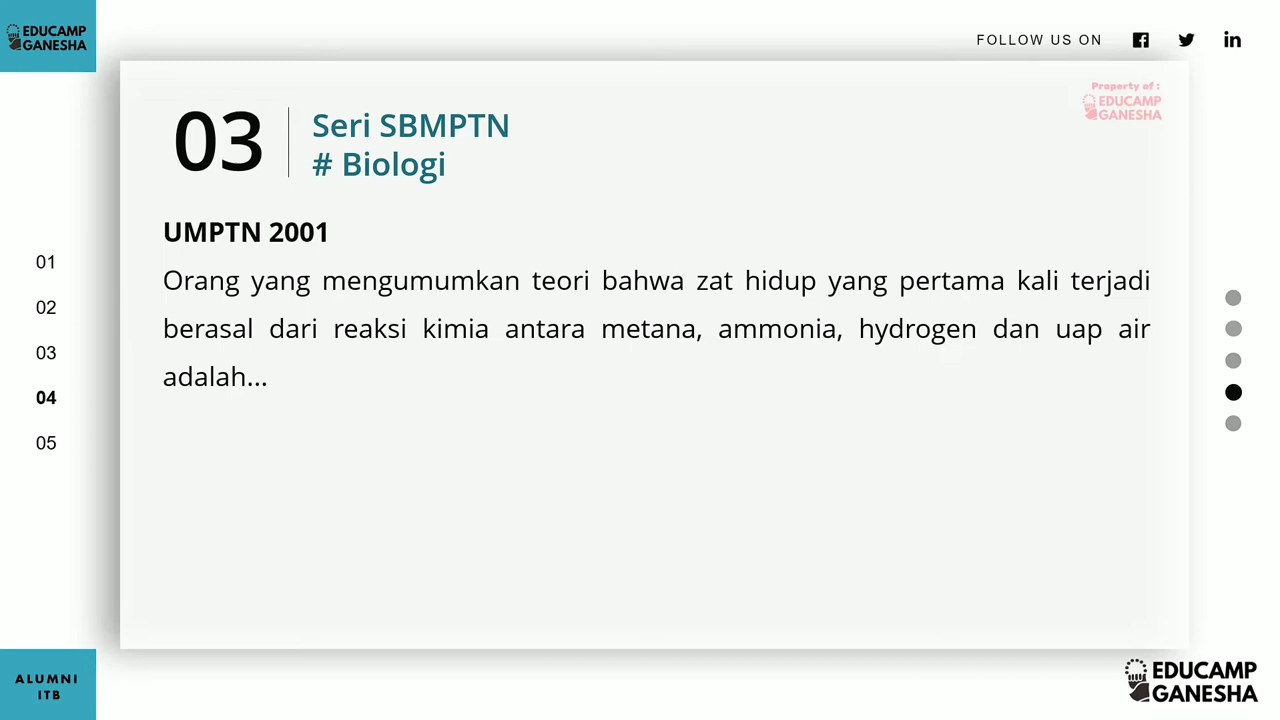 EDUCAMP
GANESHA
FOLLOW US ON
Property of :
EDUCAMP
GANESHA
03
Seri SBMPTN
# Biologi
UMPTN 2001
Orang yang mengumumkan teori bahwa zat hidup yang pertama kali terjadi
berasal dari reaksi kimia antara metana, ammonia, hydrogen dan uap air
adalah...
01
02
03
04
05
ALUMNI
ITB
EDUCAMP
GANESHA